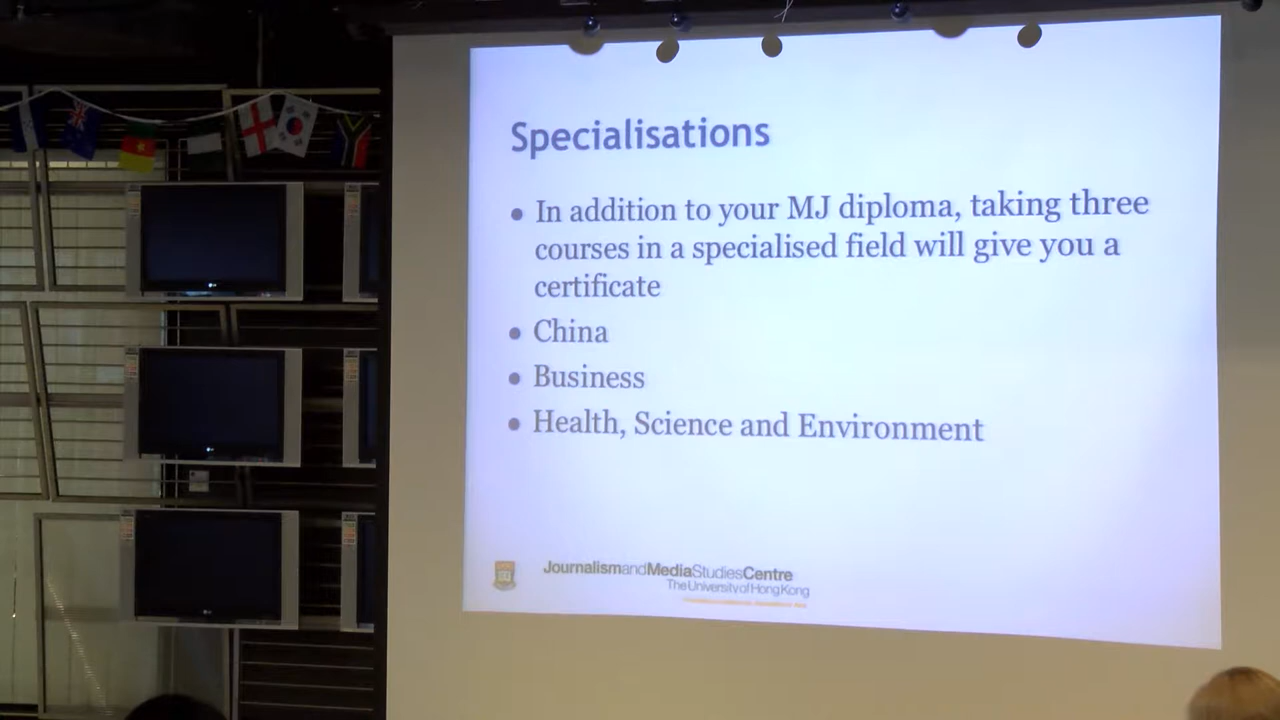 Specialisations
• In addition to your MJ diploma, taking three
courses in a specialised field will give you a
certificate
• China
• Business
• Health, Science and Environment
JournalismandMediaStudiesCentre
The University of Hong Kong